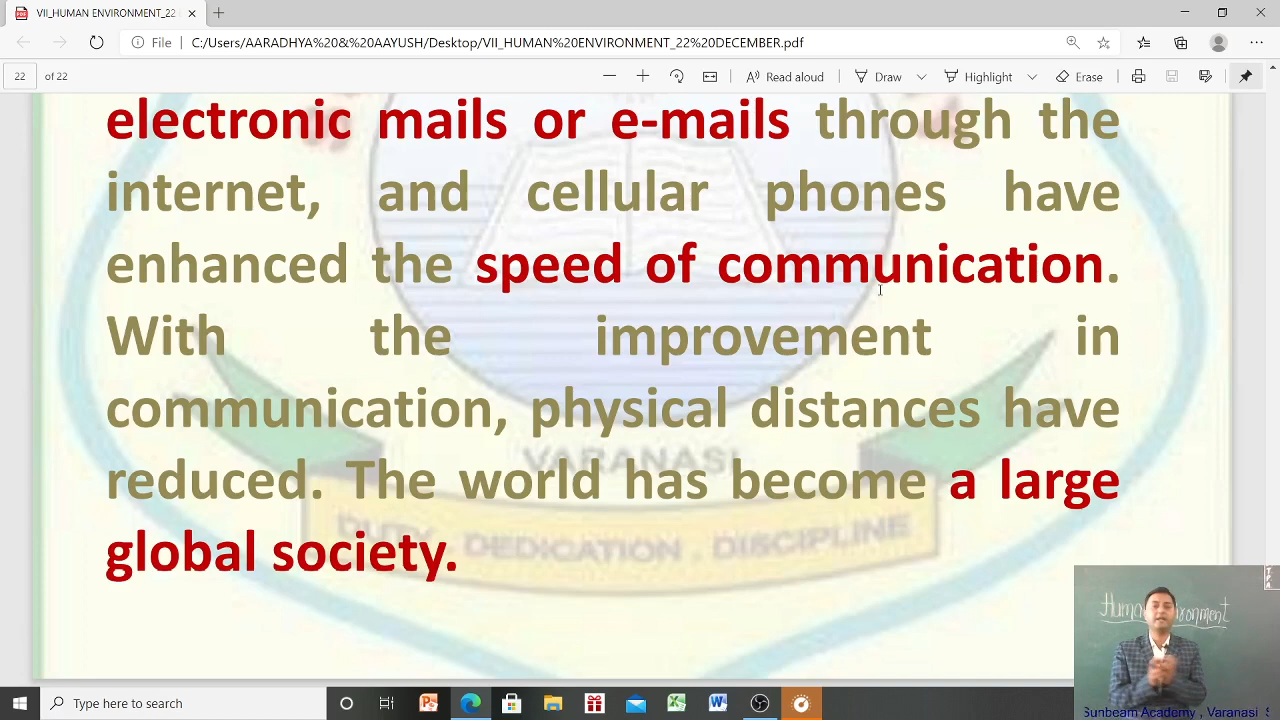 VII_HUMAN ENVIRONMENT_22
File C:/Users/AARADHYA%20&%20AAYUSH/Desktop/VII_HUMAN%20ENVIRONMENT_22%20DECEMBER.pdf
22 of 22 Read aloud Draw Highlight Erase
electronic mails or e-mails through the
internet, and cellular phones have
enhanced the speed of communication.
With the improvement in
communication, physical distances have
reduced. The world has become a large
global society.
VARANASI
DUTY . DEDICATION . DISCIPLINE
Type here to search
Sunbeam Academy , Varanasi